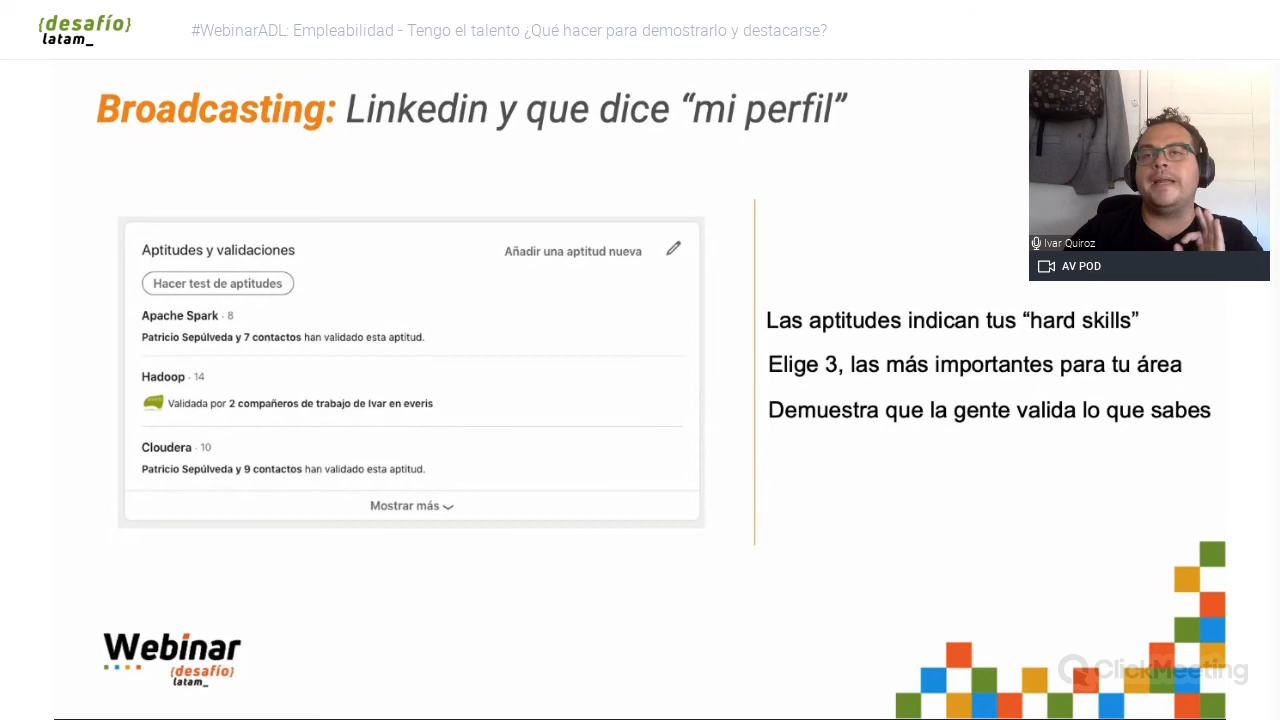 {desafío}
latam_
#WebinarADL: Empleabilidad - Tengo el talento ¿Qué hacer para demostrarlo y destacarse?
Broadcasting: Linkedin y que dice “mi perfil”
Ivar Quiroz
AV POD
Aptitudes y validaciones
Añadir una aptitud nueva
Hacer test de aptitudes
Apache Spark · 8
Patricio Sepúlveda y 7 contactos han validado esta aptitud.
Hadoop · 14
Validada por 2 compañeros de trabajo de Ivar en everis
Cloudera · 10
Patricio Sepúlveda y 9 contactos han validado esta aptitud.
Mostrar más
Las aptitudes indican tus “hard skills”
Elige 3, las más importantes para tu área
Demuestra que la gente valida lo que sabes
Webinar
{desafío}
latam_
ClickMeeting